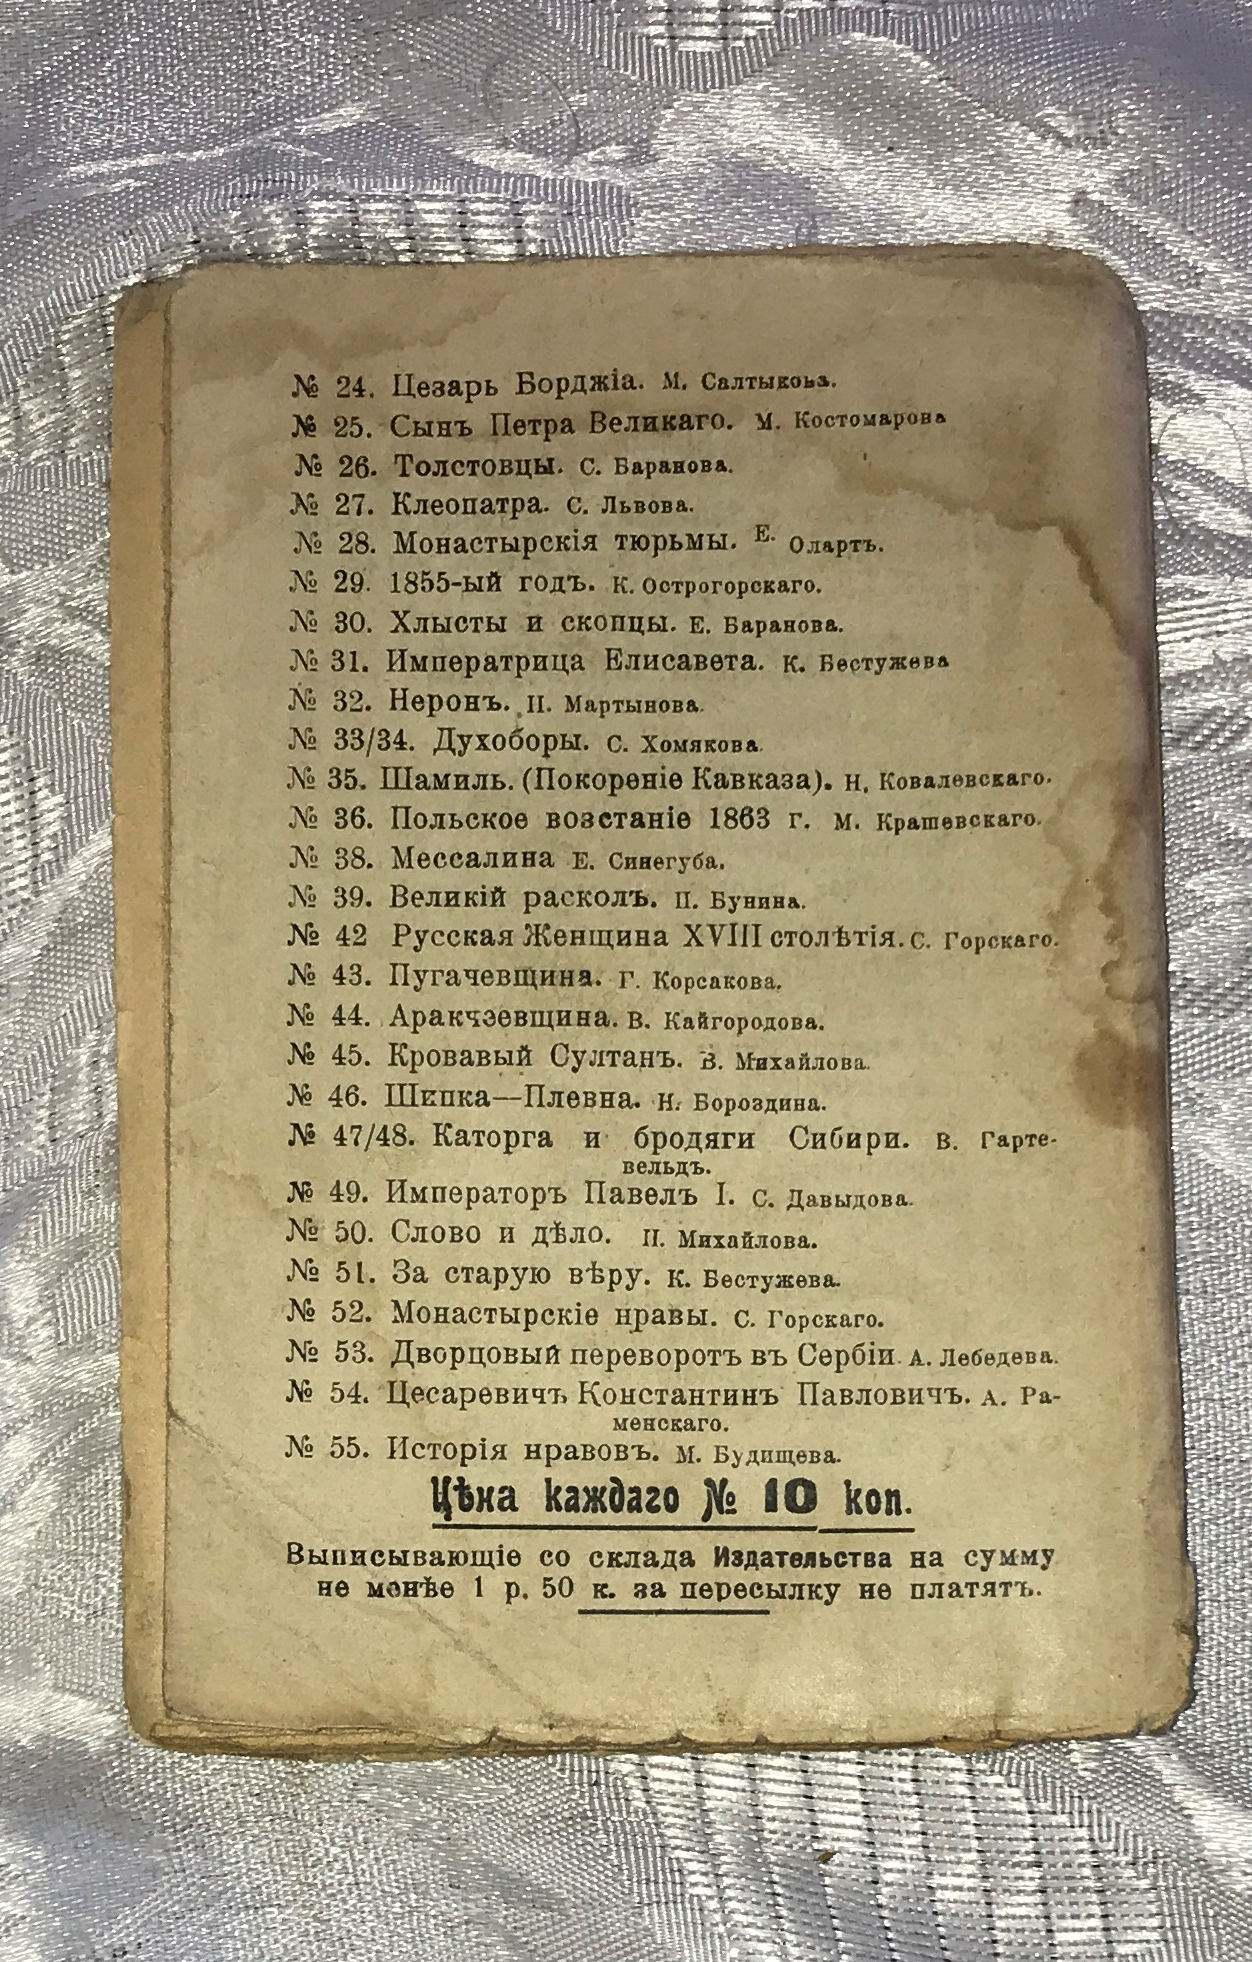 № 24. Цезарь Борджіа. М. Салтыкова.
№ 25. Сынъ Петра Великаго. М. Костомарова
№ 26. Толстовцы. С. Баранова.
№ 27. Клеопатра. С. Львова.
№ 28. Монастырскія тюрьмы. Е. Олартъ.
№ 29. 1855-ый годъ. К. Острогорскаго.
№ 30. Хлысты и скопцы. Е. Баранова.
№ 31. Императрица Елисавета. К. Бестужева
№ 32. Неронъ. П. Мартынова.
№ 33/34. Духоборы. С. Хомякова.
№ 35. Шамиль. (Покореніе Кавказа). Н. Ковалевскаго.
№ 36. Польское возстаніе 1863 г. М. Крашевскаго.
№ 38. Мессалина Е. Синегуба.
№ 39. Великій расколъ. П. Бунина.
№ 42 Русская Женщина XVIII столѣтія. С. Горскаго.
№ 43. Пугачевщина. Г. Корсакова.
№ 44. Аракчэевщина. В. Кайгородова.
№ 45. Кровавый Султанъ. В. Михайлова.
№ 46. Шипка—Плевна. Н. Бороздина.
№ 47/48. Каторга и бродяги Сибири. В. Гарте-
вельдъ.
№ 49. Императоръ Павелъ I. С. Давыдова.
№ 50. Слово и дѣло. П. Михайлова.
№ 51. За старую вѣру. К. Бестужева.
№ 52. Монастырскіе нравы. С. Горскаго.
№ 53. Дворцовый переворотъ въ Сербіи. А. Лебедева.
№ 54. Цесаревичъ Константинъ Павловичъ. А. Ра-
менскаго.
№ 55. Исторія нравовъ. М. Будищева.
Цѣна каждаго № 10 коп.
Выписывающіе со склада Издательства на сумму
не менѣе 1 р. 50 к. за пересылку не платятъ.